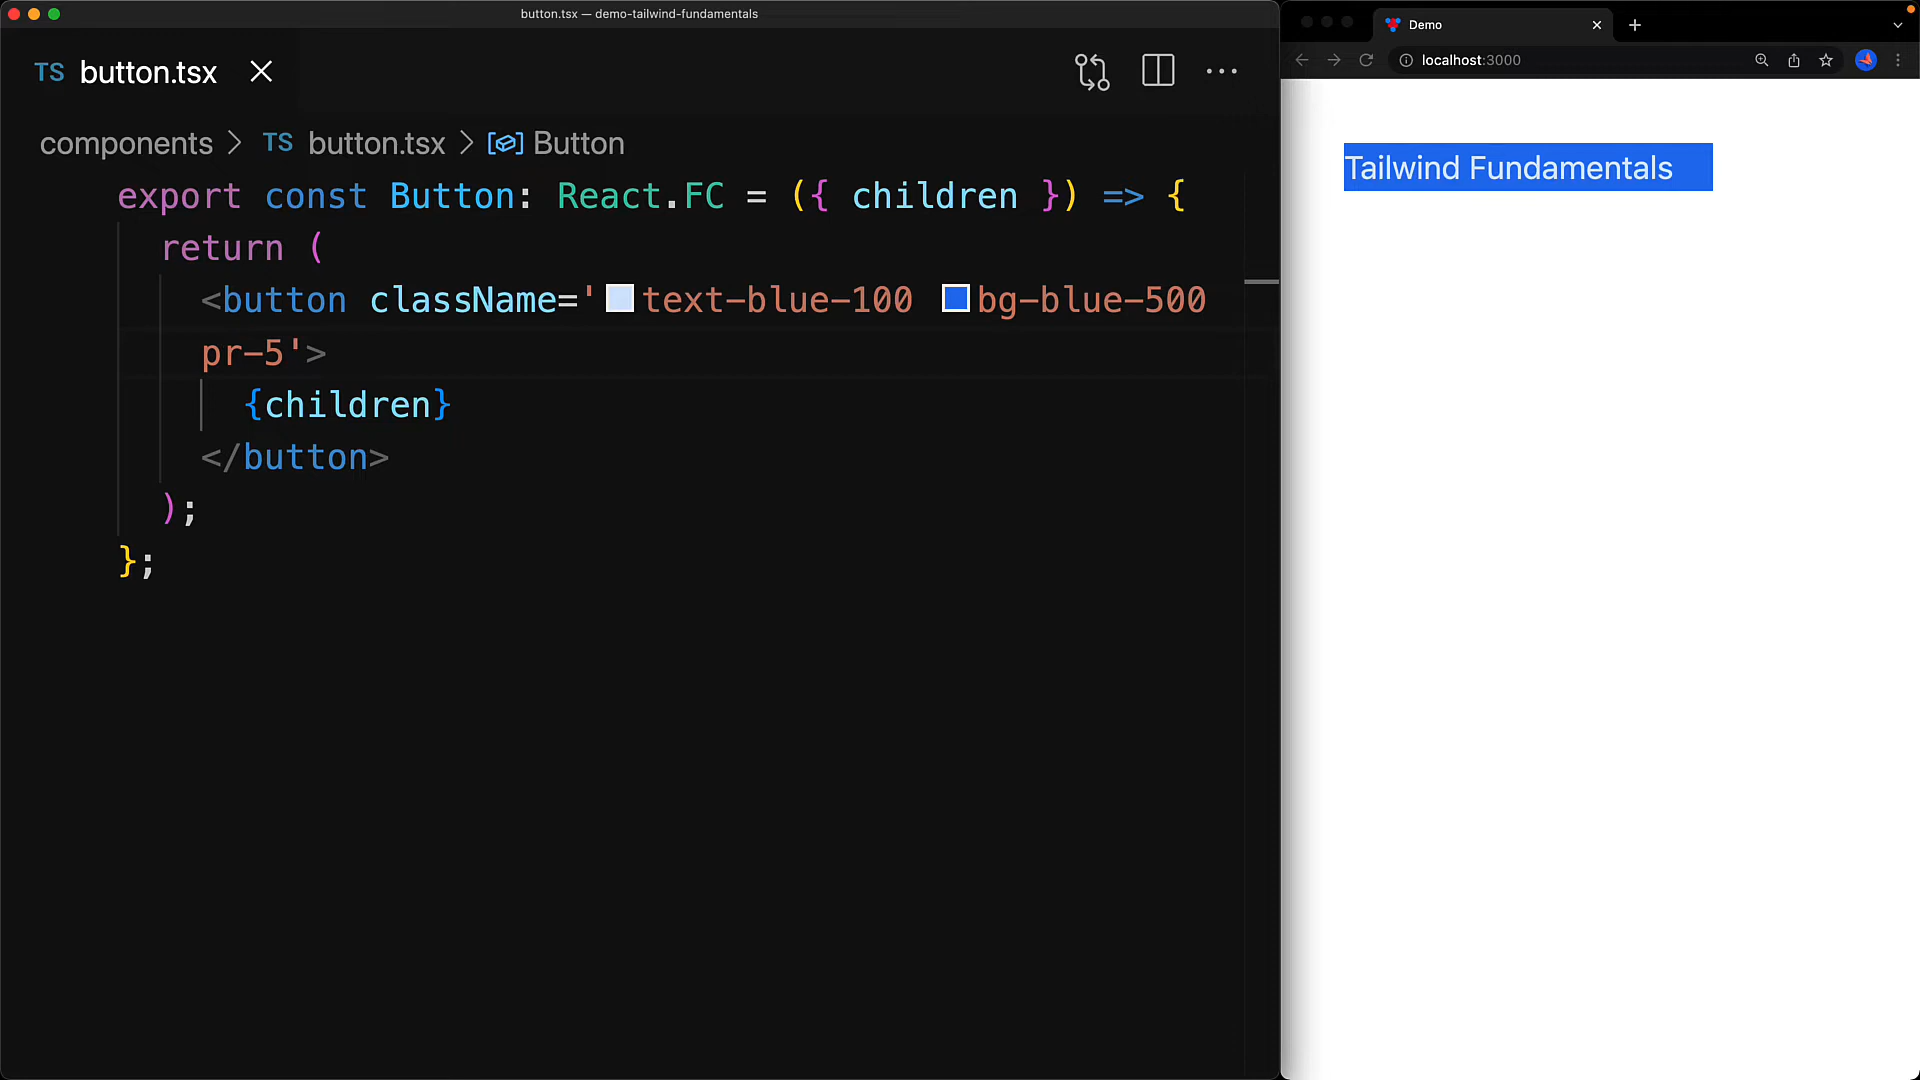 button.tsx — demo-tailwind-fundamentals
TS button.tsx
components > TS button.tsx > Button
export const Button: React.FC = ({ children }) => {
return (
<button className='text-blue-100 bg-blue-500
pr-5'>
{children}
</button>
);
};
Demo
localhost:3000
Tailwind Fundamentals